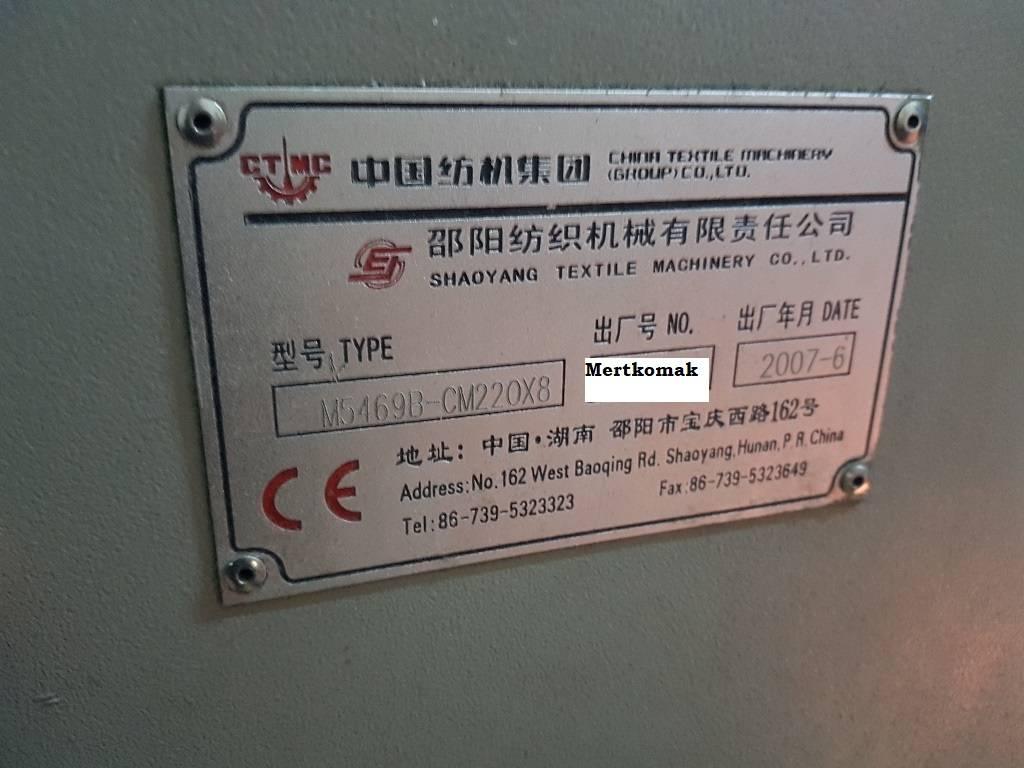 CTMC 中国纺机集团 CHINA TEXTILE MACHINERY
(GROUP) CO.,LTD.
邵阳纺织机械有限责任公司
SHAOYANG TEXTILE MACHINERY CO.,LTD.
型号 TYPE 出厂号 NO. 出厂年月 DATE
M5469B-CM220X8 Mertkomak 2007-6
地址: 中国·湖南 邵阳市宝庆西路162号
CE Address:No.162 West Baoqing Rd. Shaoyang,Hunan,P.R.China
Tel:86-739-5323323 Fax:86-739-5323649